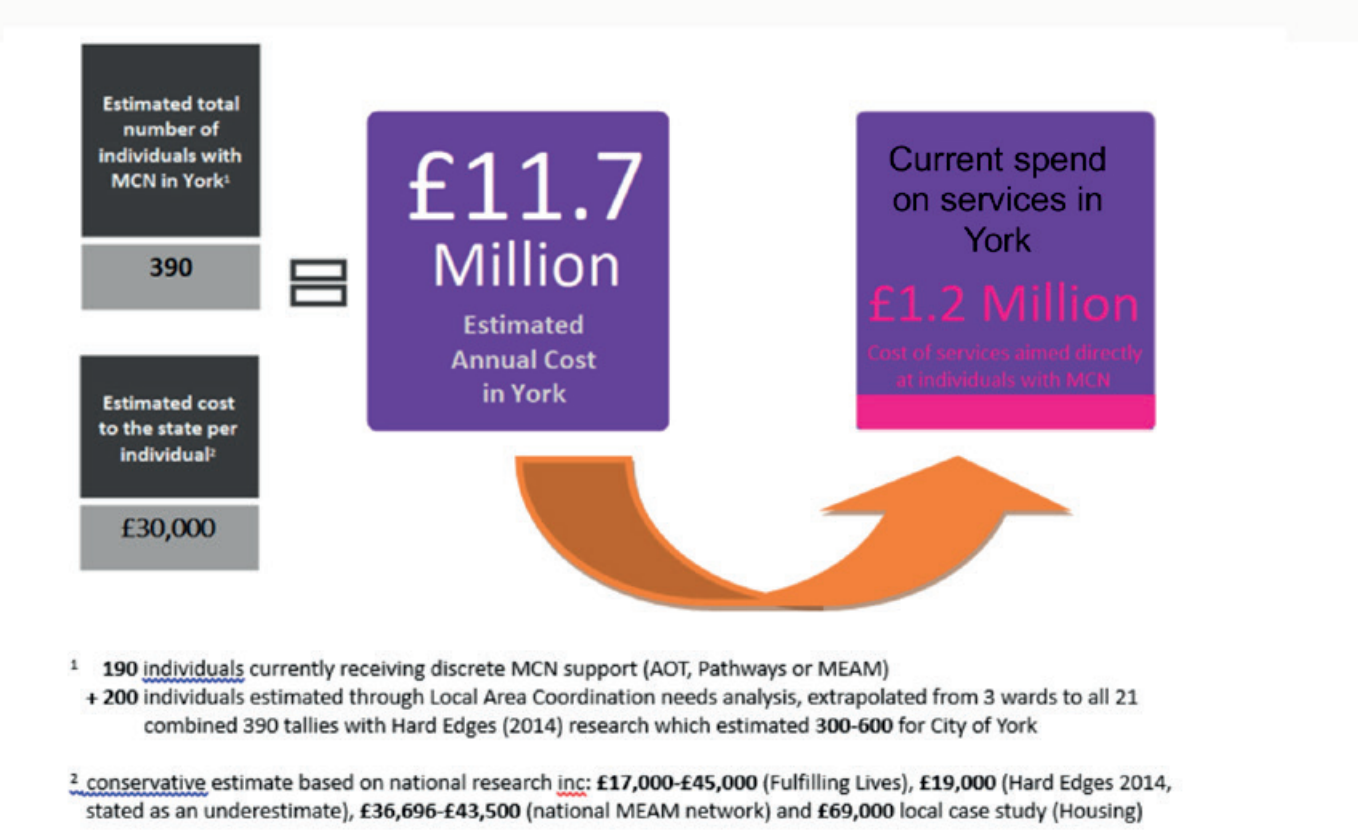 Estimated total
number of
individuals with
MCN in York¹
390
Estimated cost
to the state per
individual²
£30,000
£11.7
Million
Estimated
Annual Cost
in York
Current spend
on services in
York
£1.2 Million
Cost of services aimed directly
at individuals with MCN
¹ 190 individuals currently receiving discrete MCN support (AOT, Pathways or MEAM)
+ 200 individuals estimated through Local Area Coordination needs analysis, extrapolated from 3 wards to all 21
combined 390 tallies with Hard Edges (2014) research which estimated 300-600 for City of York
² conservative estimate based on national research inc: £17,000-£45,000 (Fulfilling Lives), £19,000 (Hard Edges 2014,
stated as an underestimate), £36,696-£43,500 (national MEAM network) and £69,000 local case study (Housing)